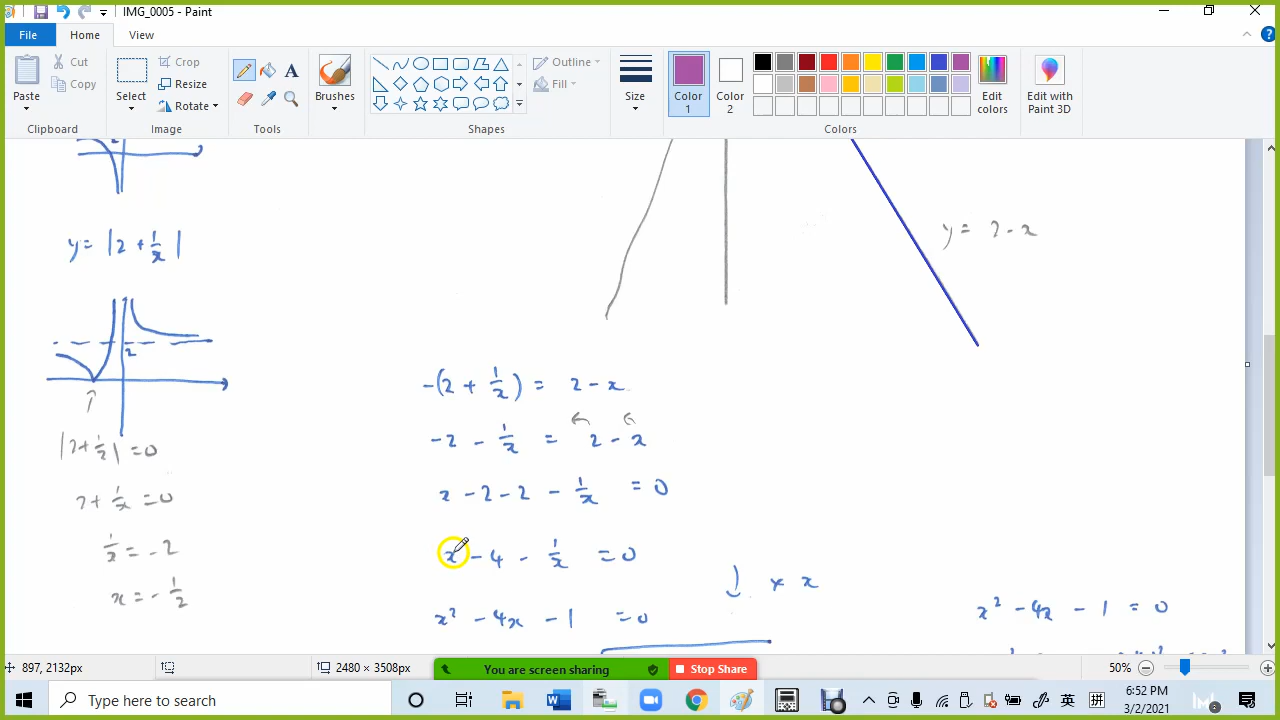 IMG_0005 - Paint
File Home View
Paste Cut Copy Clipboard
Select Crop Resize Rotate Image
A Tools
Brushes
Outline Fill Shapes
Size
Color 1 Color 2 Edit colors Colors
Edit with Paint 3D
y = |2 + 1/x|
2
|2 + 1/x| = 0
2 + 1/x = 0
1/x = -2
x = -1/2
y = 2 - x
-(2 + 1/x) = 2 - x
-2 - 1/x = 2 - x
x - 2 - 2 - 1/x = 0
x - 4 - 1/x = 0
× x
x² - 4x - 1 = 0
x² - 4x - 1 = 0
897, 2132px
2480 × 3508px
You are screen sharing Stop Share
50%
Type here to search
英 拼
6:52 PM
3/2/2021